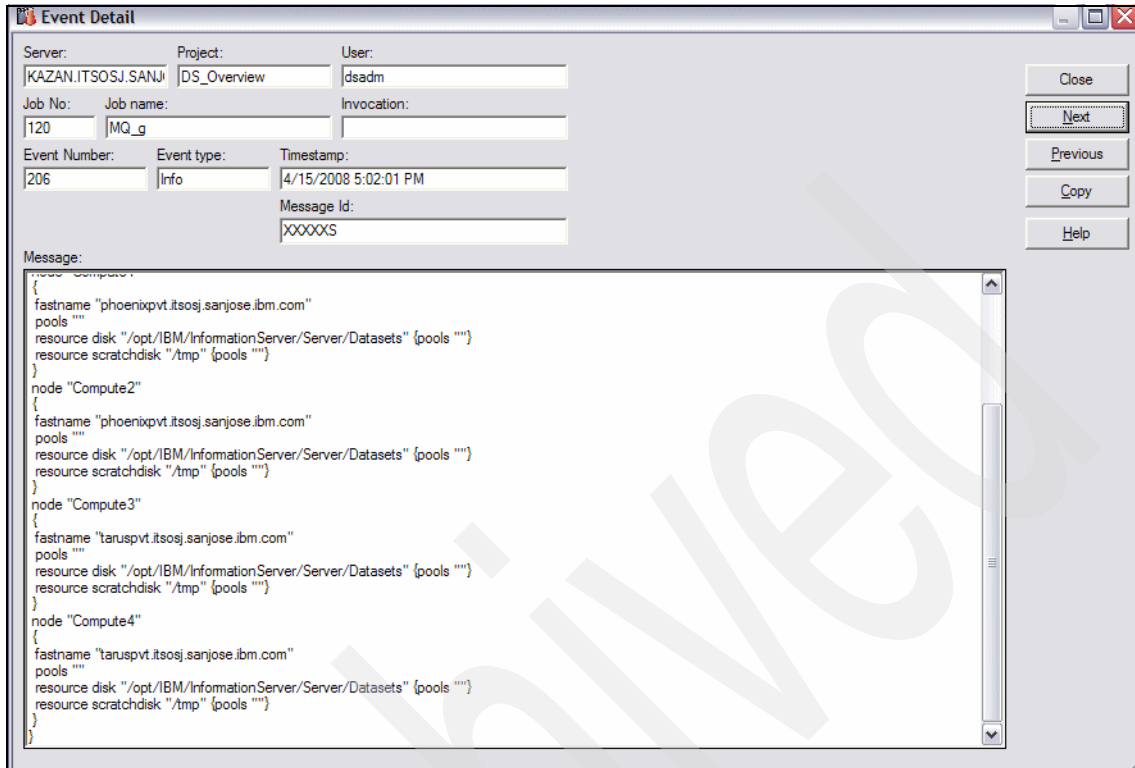 Event Detail
Server: Project: User:
KAZAN.ITSOSJ.SANJ DS_Overview dsadm
Close
Job No: Job name: Invocation:
120 MQ_g
Next
Event Number: Event type: Timestamp:
206 Info 4/15/2008 5:02:01 PM
Previous
Message Id:
Copy
XXXXXS
Help
Message:
{
fastname "phoenixpvt.itsosj.sanjose.ibm.com"
pools ""
resource disk "/opt/IBM/InformationServer/Server/Datasets" {pools ""}
resource scratchdisk "/tmp" {pools ""}
}
node "Compute2"
{
fastname "phoenixpvt.itsosj.sanjose.ibm.com"
pools ""
resource disk "/opt/IBM/InformationServer/Server/Datasets" {pools ""}
resource scratchdisk "/tmp" {pools ""}
}
node "Compute3"
{
fastname "taruspvt.itsosj.sanjose.ibm.com"
pools ""
resource disk "/opt/IBM/InformationServer/Server/Datasets" {pools ""}
resource scratchdisk "/tmp" {pools ""}
}
node "Compute4"
{
fastname "taruspvt.itsosj.sanjose.ibm.com"
pools ""
resource disk "/opt/IBM/InformationServer/Server/Datasets" {pools ""}
resource scratchdisk "/tmp" {pools ""}
}
}
hived